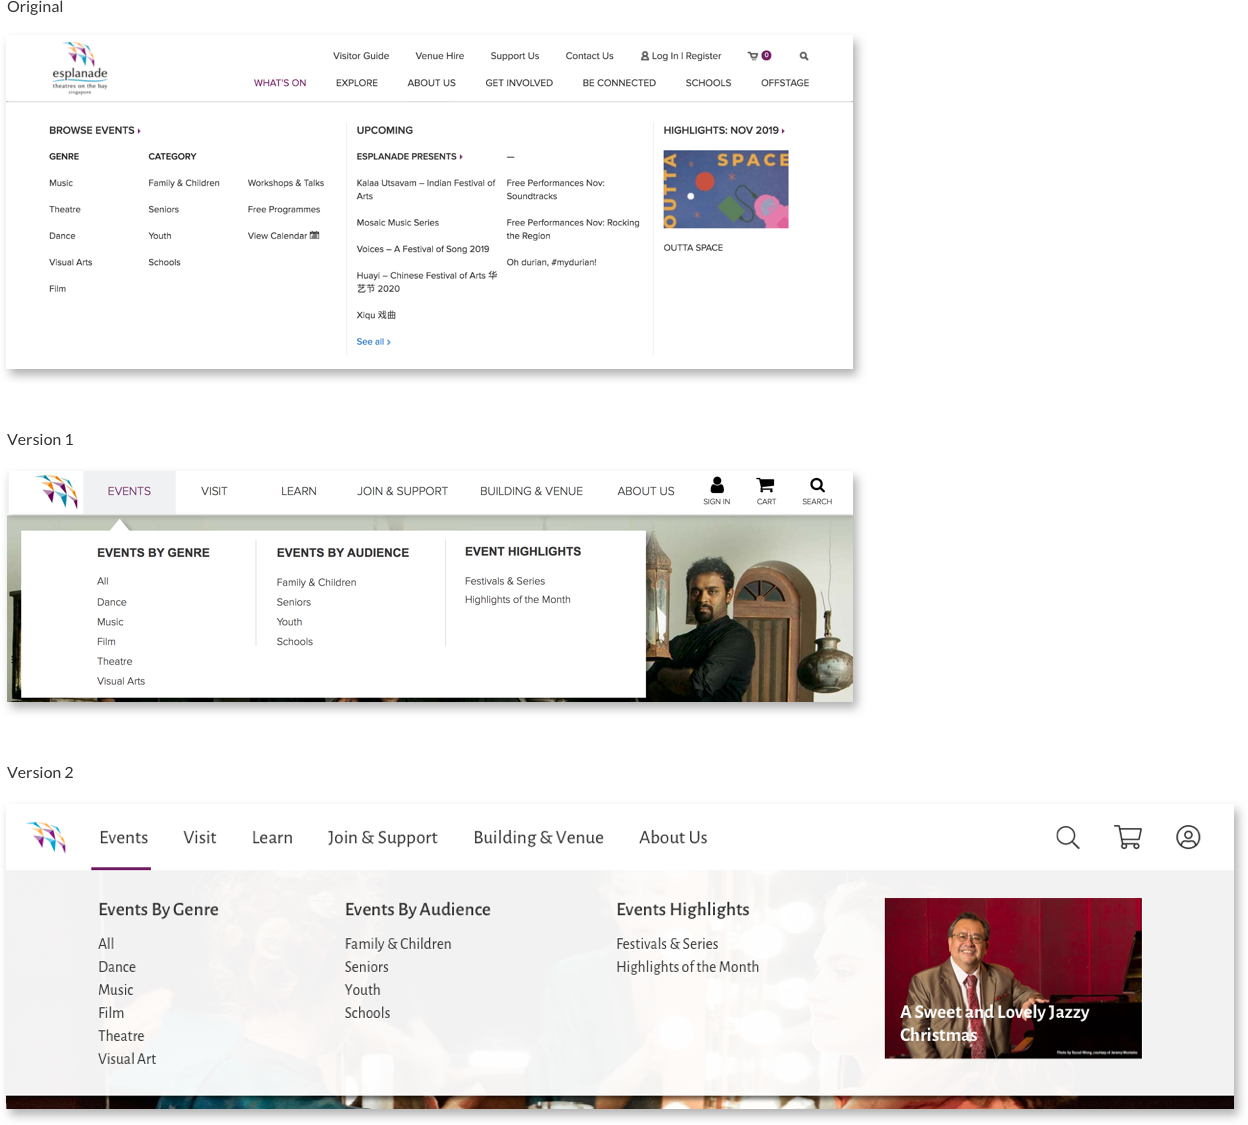 Original
esplanade
theatres on the bay
singapore
Visitor Guide Venue Hire Support Us Contact Us Log In | Register 0
WHAT'S ON EXPLORE ABOUT US GET INVOLVED BE CONNECTED SCHOOLS OFFSTAGE
BROWSE EVENTS
GENRE
Music
Theatre
Dance
Visual Arts
Film
CATEGORY
Family & Children
Seniors
Youth
Schools
Workshops & Talks
Free Programmes
View Calendar
UPCOMING
ESPLANADE PRESENTS
Kalaa Utsavam – Indian Festival of
Arts
Mosaic Music Series
Voices – A Festival of Song 2019
Huayi – Chinese Festival of Arts 华
艺节 2020
Xiqu 戏曲
See all ›
—
Free Performances Nov:
Soundtracks
Free Performances Nov: Rocking
the Region
Oh durian, #mydurian!
HIGHLIGHTS: NOV 2019
OUTTA SPACE
OUTTA SPACE
Version 1
EVENTS VISIT LEARN JOIN & SUPPORT BUILDING & VENUE ABOUT US SIGN IN CART SEARCH
EVENTS BY GENRE
All
Dance
Music
Film
Theatre
Visual Arts
EVENTS BY AUDIENCE
Family & Children
Seniors
Youth
Schools
EVENT HIGHLIGHTS
Festivals & Series
Highlights of the Month
Version 2
Events Visit Learn Join & Support Building & Venue About Us
Events By Genre
All
Dance
Music
Film
Theatre
Visual Art
Events By Audience
Family & Children
Seniors
Youth
Schools
Events Highlights
Festivals & Series
Highlights of the Month
A Sweet and Lovely Jazzy
Christmas